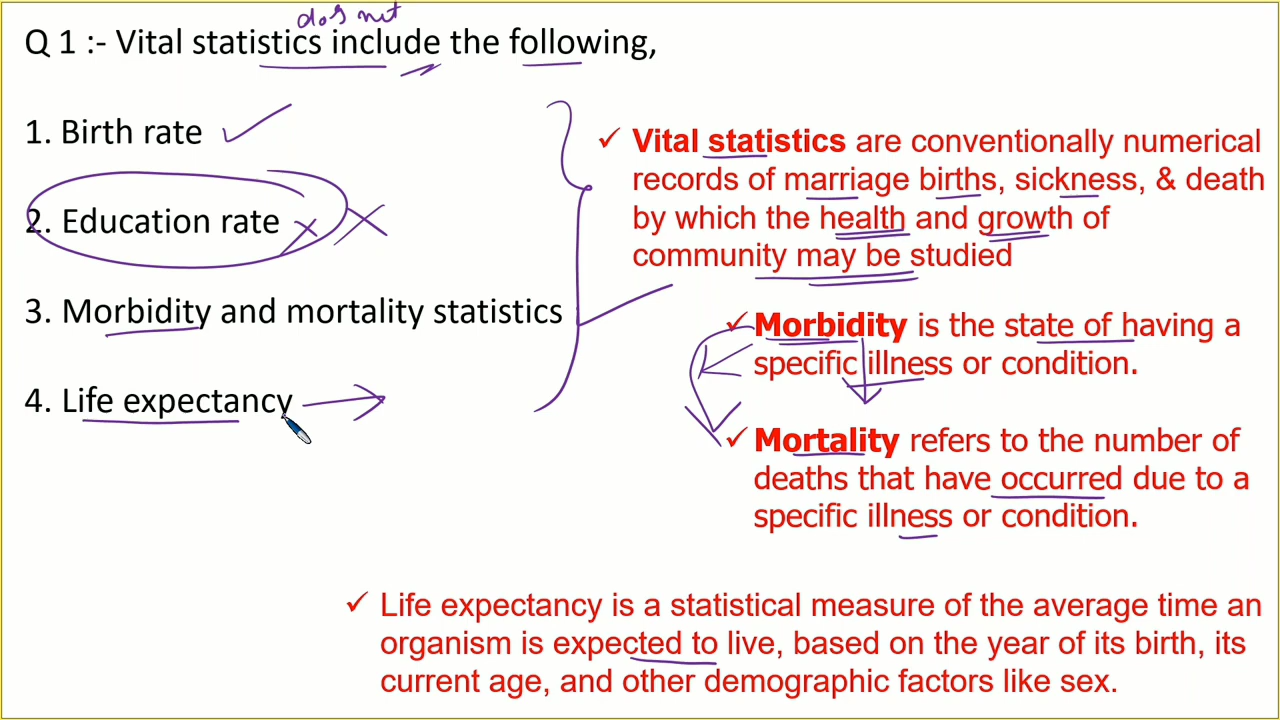 does not
Q 1 :- Vital statistics include the following,
1. Birth rate
2. Education rate
3. Morbidity and mortality statistics
4. Life expectancy
✓ Vital statistics are conventionally numerical
records of marriage births, sickness, & death
by which the health and growth of
community may be studied
✓ Morbidity is the state of having a
specific illness or condition.
✓ Mortality refers to the number of
deaths that have occurred due to a
specific illness or condition.
✓ Life expectancy is a statistical measure of the average time an
organism is expected to live, based on the year of its birth, its
current age, and other demographic factors like sex.